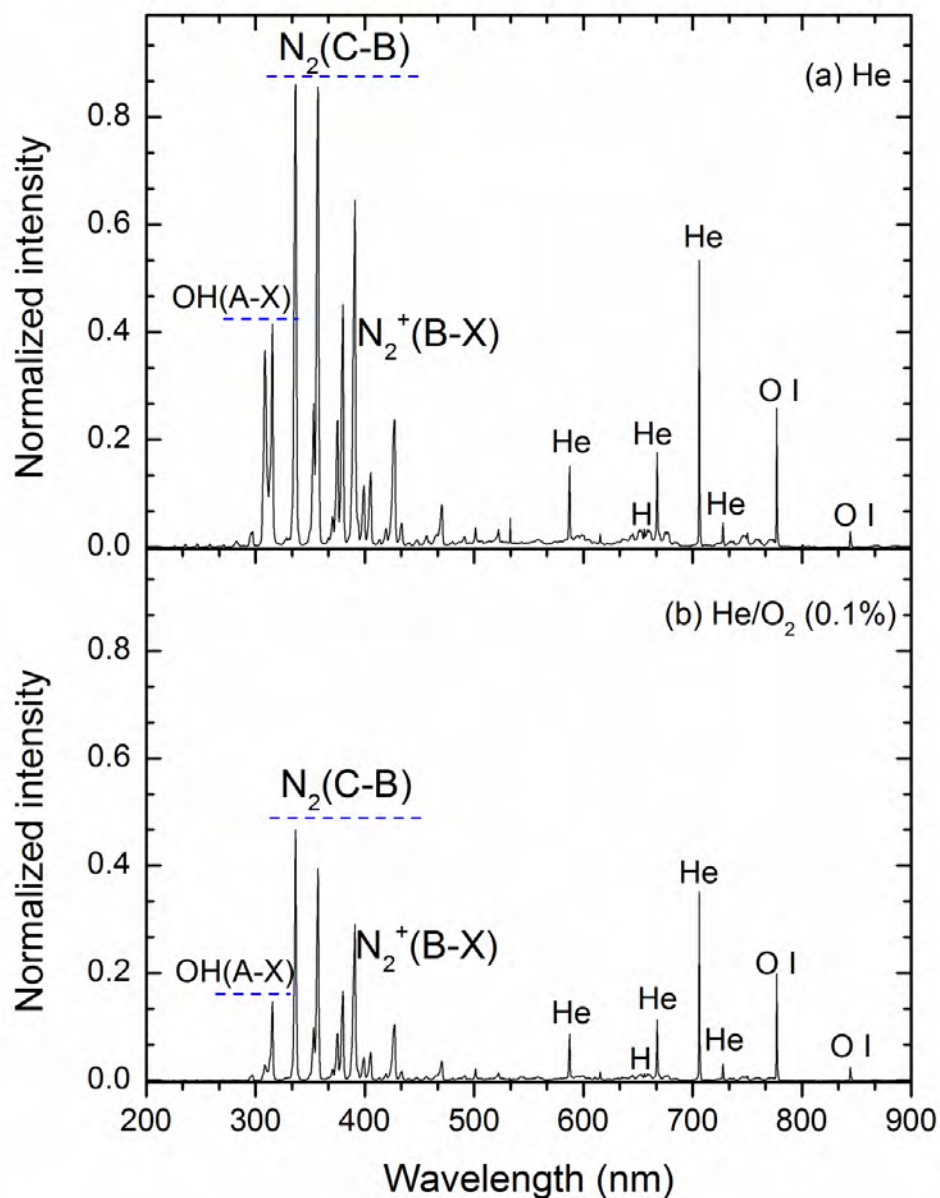 N₂(C-B)
(a) He
0.8
Normalized intensity
0.6
He
OH(A-X)
0.4
N₂⁺(B-X)
O I
0.2
He
He
H
He
O I
0.0
(b) He/O₂ (0.1%)
0.8
Normalized intensity
0.6
N₂(C-B)
0.4
He
N₂⁺(B-X)
OH(A-X)
O I
0.2
He
He
H
He
O I
0.0
200 300 400 500 600 700 800 900
Wavelength (nm)